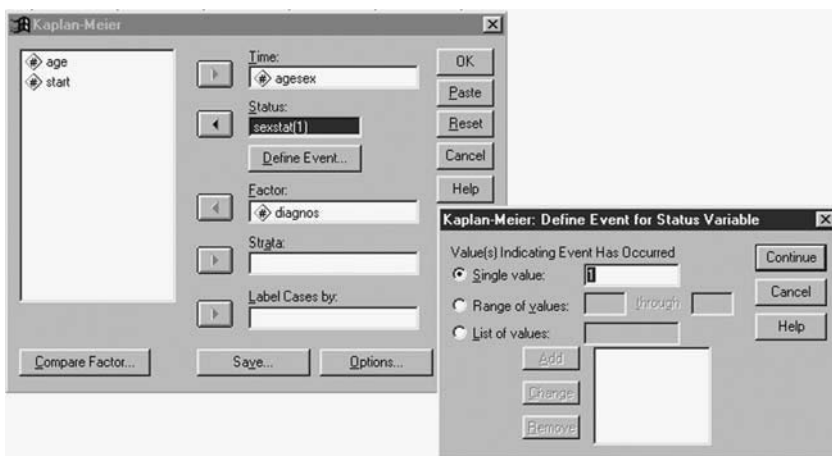 Kaplan-Meier
# age
# start
Time:
# agesex
Status:
sexstat(1)
Define Event...
Factor:
# diagnos
Strata:
Label Cases by:
OK
Paste
Reset
Cancel
Help
Compare Factor...
Save...
Options...
Kaplan-Meier: Define Event for Status Variable
Value(s) Indicating Event Has Occurred
Single value:
1
Range of values:
through
List of values:
Add
Change
Remove
Continue
Cancel
Help